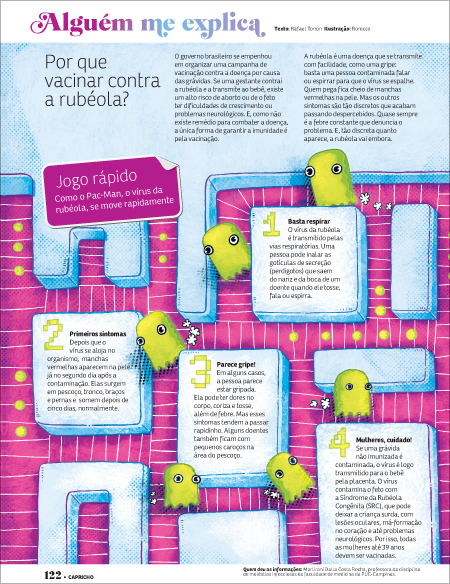 Alguém me explica
Texto: Rafael Tonon Ilustração: Romolo
Por que
vacinar contra
a rubéola?
O governo brasileiro se empenhou
em organizar uma campanha de
vacinação contra a doença por causa
das grávidas. Se uma gestante contrai
a rubéola e a transmite ao bebê, existe
um alto risco de aborto ou de o feto
ter dificuldades de crescimento ou
problemas neurológicos. E, como não
existe remédio para combater a doença,
a única forma de garantir a imunidade é
pela vacinação.
A rubéola é uma doença que se transmite
com facilidade, como uma gripe:
basta uma pessoa contaminada falar
ou espirrar para que o vírus se espalhe.
Quem pega fica cheio de manchas
vermelhas na pele. Mas os outros
sintomas são tão discretos que acabam
passando despercebidos. Quase sempre
é a febre constante que denuncia o
problema. E, tão discreta quanto
aparece, a rubéola vai embora.
Jogo rápido
Como o Pac-Man, o vírus da
rubéola, se move rapidamente
1
Basta respirar
O vírus da rubéola
é transmitido pelas
vias respiratórias. Uma
pessoa pode inalar as
gotículas de secreção
(perdigotos) que saem
do nariz e da boca de um
doente quando ele tosse,
fala ou espirra.
2
Primeiros sintomas
Depois que o
vírus se aloja no
organismo, manchas
vermelhas aparecem na pele
já no segundo dia após a
contaminação. Elas surgem
em pescoço, tronco, braços
e pernas e somem depois de
cinco dias, normalmente.
3
Parece gripe!
Em alguns casos,
a pessoa parece
estar gripada.
Ela pode ter dores no
corpo, coriza e tosse,
além de febre. Mas esses
sintomas tendem a passar
rapidinho. Alguns doentes
também ficam com
pequenos caroços na
área do pescoço.
4
Mulheres, cuidado!
Se uma grávida
não imunizada é
contaminada, o vírus é logo
transmitido para o bebê
pela placenta. O vírus
contamina o feto com
a Síndrome da Rubéola
Congênita (SRC), que pode
deixar a criança surda, com
lesões oculares, má-formação
no coração e até problemas
neurológicos. Por isso, todas
as mulheres até 39 anos
devem ser vacinadas.
122 • CAPRICHO
Quem deu as informações: Costa Rocha, professora da disciplina
de moléstias infecciosas da faculdade de medicina da PUC-Campinas.